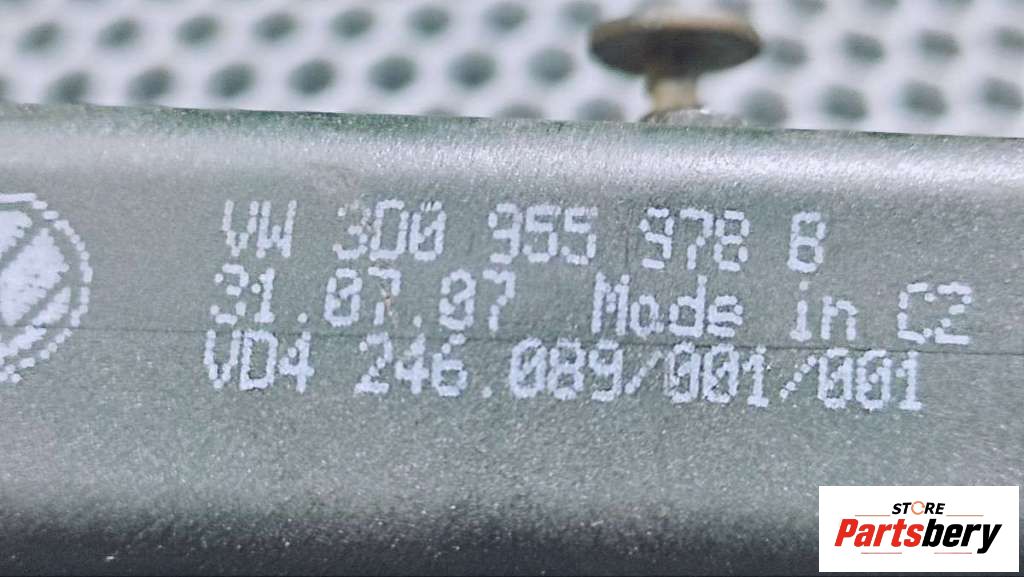 VW 3D0 955 978 B
31.07.07 Made in CZ
VD4 246.089/001/001
STORE
Partsbery